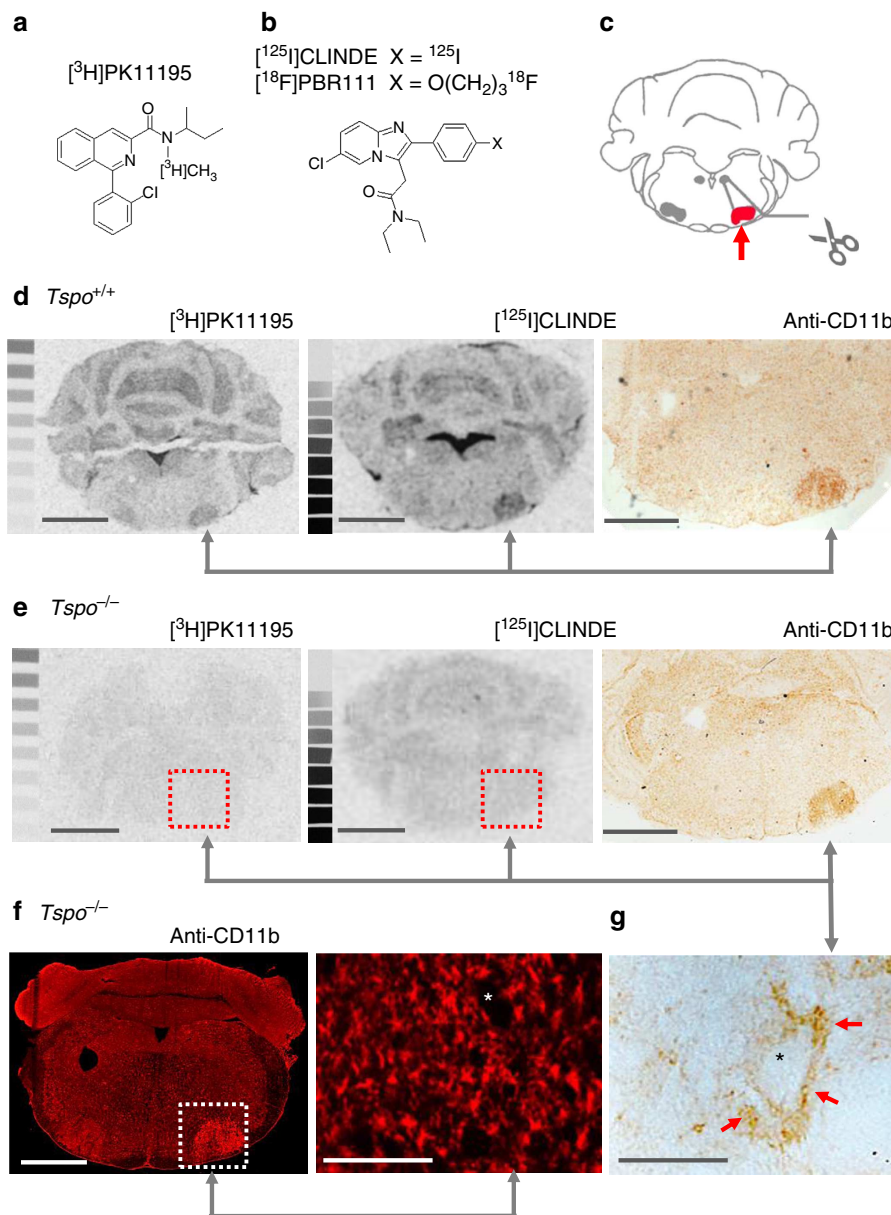 a
[³H]PK11195
O
N
N
[³H]CH₃
Cl
b
[¹²⁵I]CLINDE X = ¹²⁵I
[¹⁸F]PBR111 X = O(CH₂)₃¹⁸F
N
N
X
Cl
O
N
c
d Tspo⁺/⁺
[³H]PK11195
[¹²⁵I]CLINDE
Anti-CD11b
e Tspo⁻/⁻
[³H]PK11195
[¹²⁵I]CLINDE
Anti-CD11b
f Tspo⁻/⁻
Anti-CD11b
*
g
*